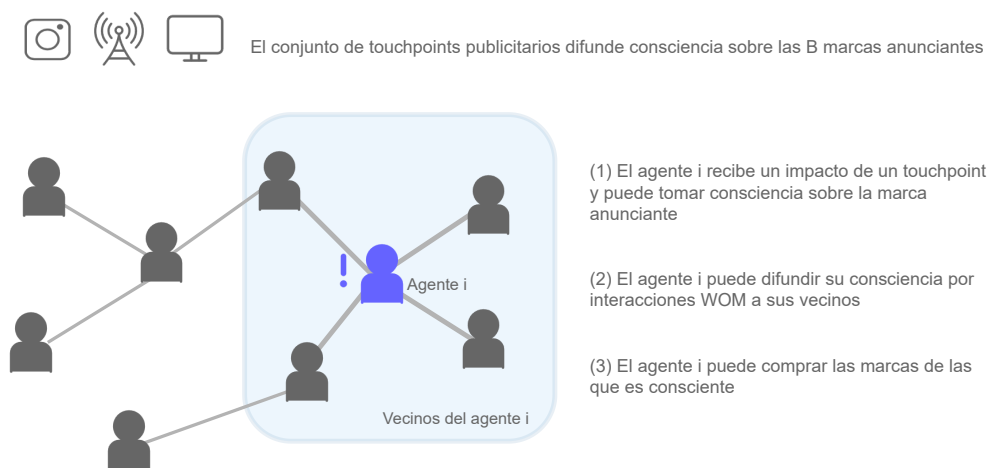 El conjunto de touchpoints publicitarios difunde consciencia sobre las B marcas anunciantes
(1) El agente i recibe un impacto de un touchpoint
y puede tomar consciencia sobre la marca
anunciante
(2) El agente i puede difundir su consciencia por
interacciones WOM a sus vecinos
!
Agente i
(3) El agente i puede comprar las marcas de las
que es consciente
Vecinos del agente i